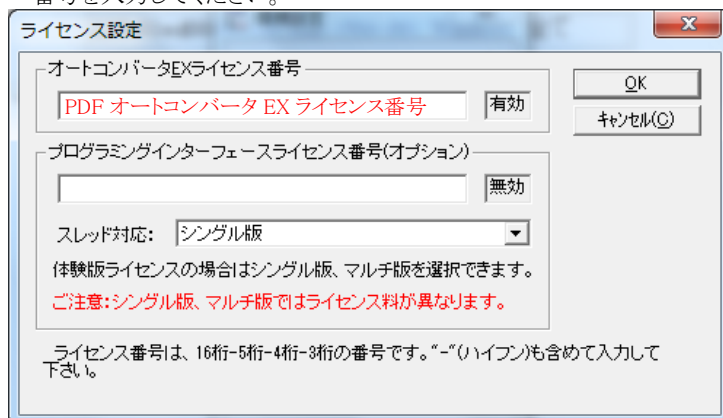 番号を入力してください。
ライセンス設定
オートコンバータEXライセンス番号
PDF オートコンバータ EX ライセンス番号
有効
OK
キャンセル(C)
プログラミングインターフェースライセンス番号(オプション)
無効
スレッド対応: シングル版
体験版ライセンスの場合はシングル版、マルチ版を選択できます。
ご注意:シングル版、マルチ版ではライセンス料が異なります。
ライセンス番号は、16桁-5桁-4桁-3桁の番号です。"-"(ハイフン)も含めて入力して
下さい。